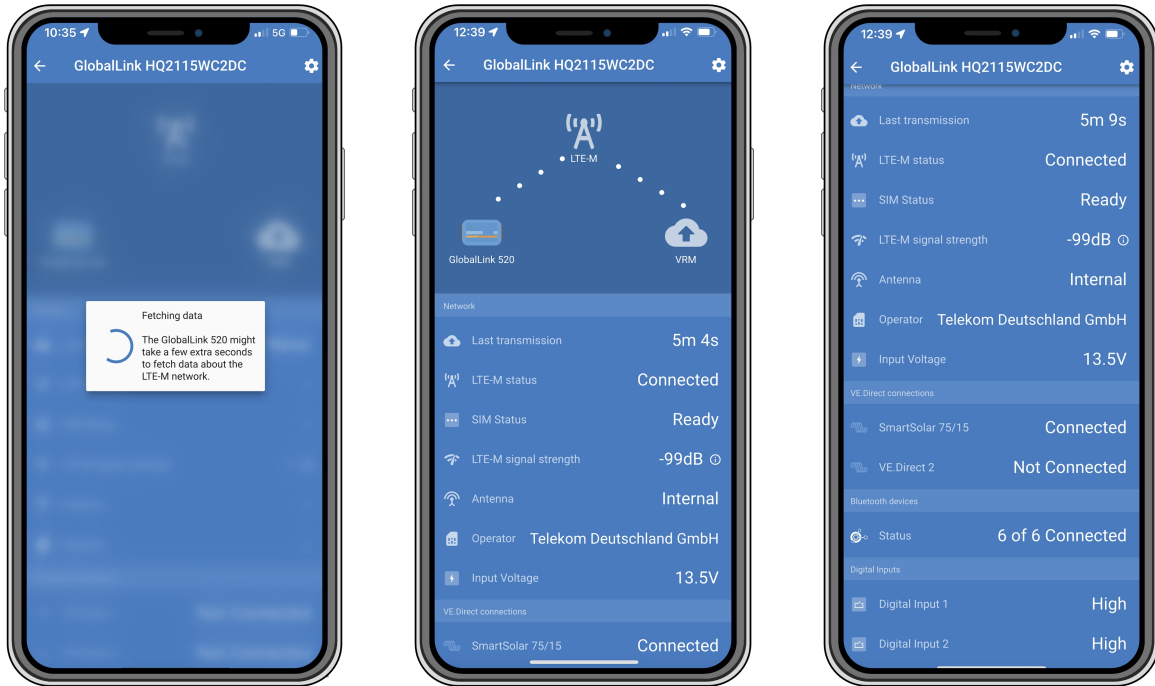 10:35
5G
GlobalLink HQ2115WC2DC
Fetching data
The GlobalLink 520 might
take a few extra seconds
to fetch data about the
LTE-M network.
12:39
GlobalLink HQ2115WC2DC
LTE-M
GlobalLink 520
VRM
Network
Last transmission 5m 4s
LTE-M status Connected
SIM Status Ready
LTE-M signal strength -99dB
Antenna Internal
Operator Telekom Deutschland GmbH
Input Voltage 13.5V
VE.Direct connections
SmartSolar 75/15 Connected
12:39
GlobalLink HQ2115WC2DC
Network
Last transmission 5m 9s
LTE-M status Connected
SIM Status Ready
LTE-M signal strength -99dB
Antenna Internal
Operator Telekom Deutschland GmbH
Input Voltage 13.5V
VE.Direct connections
SmartSolar 75/15 Connected
VE.Direct 2 Not Connected
Bluetooth devices
Status 6 of 6 Connected
Digital Inputs
Digital Input 1 High
Digital Input 2 High